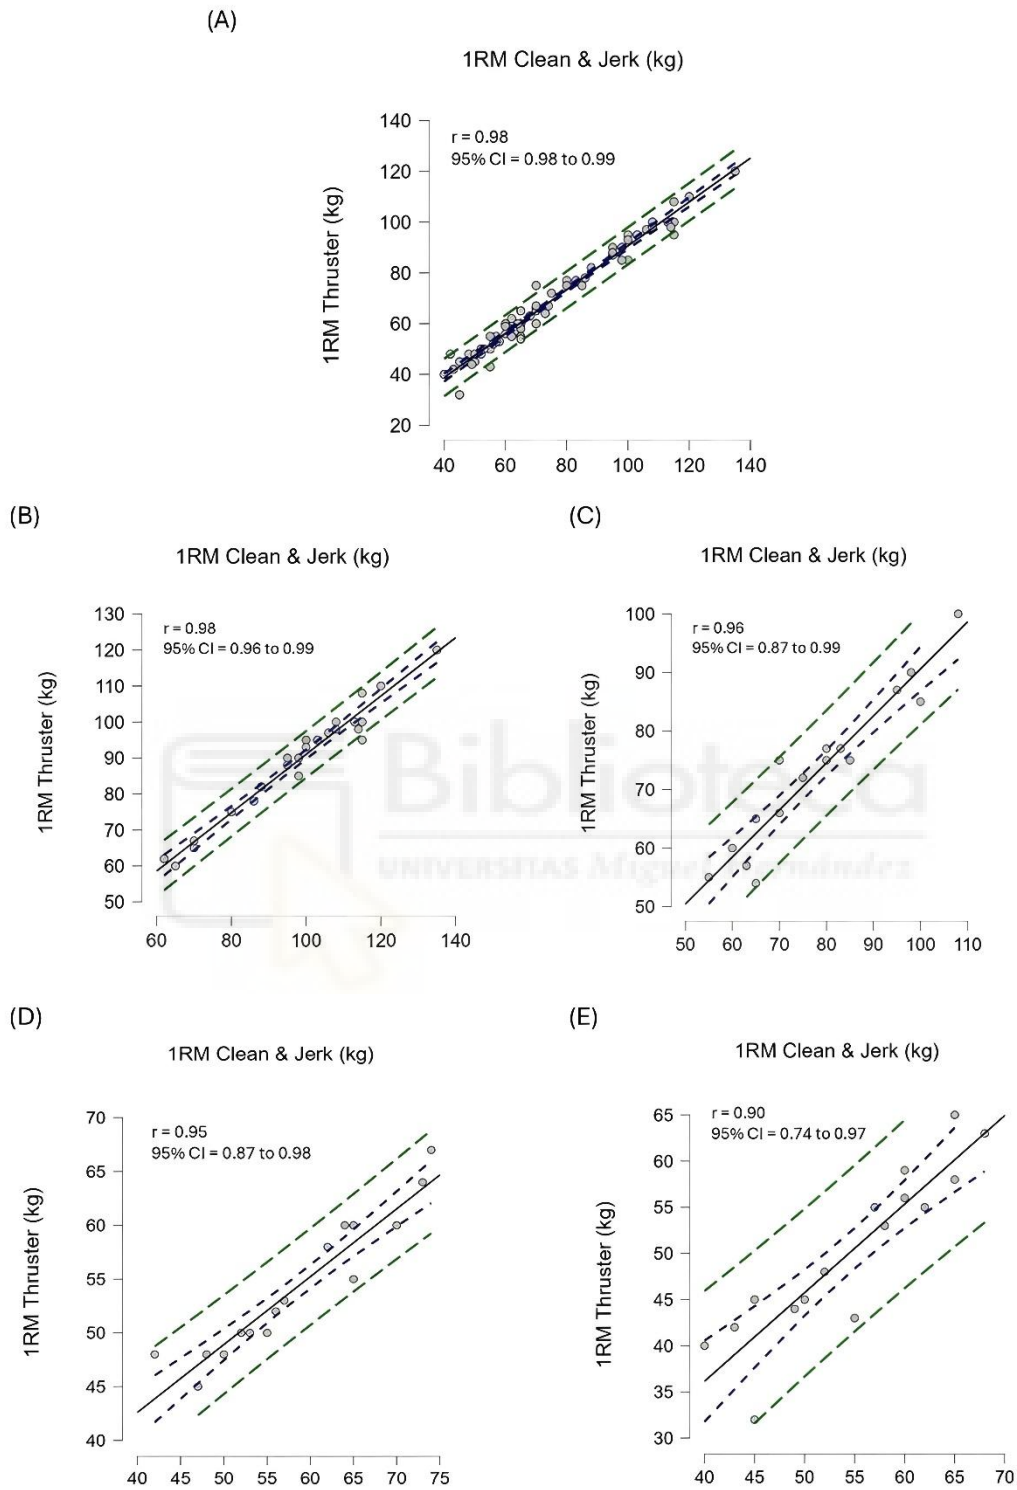 (A)
1RM Clean & Jerk (kg)
r = 0.98
95% CI = 0.98 to 0.99
1RM Thruster (kg)
140
120
100
80
60
40
20
40 60 80 100 120 140
(B)
1RM Clean & Jerk (kg)
r = 0.98
95% CI = 0.96 to 0.99
1RM Thruster (kg)
130
120
110
100
90
80
70
60
50
60 80 100 120 140
(C)
1RM Clean & Jerk (kg)
r = 0.96
95% CI = 0.87 to 0.99
1RM Thruster (kg)
100
90
80
70
60
50
50 60 70 80 90 100 110
Biblioteca
UNIVERSITAS Miguel Hernández
(D)
1RM Clean & Jerk (kg)
r = 0.95
95% CI = 0.87 to 0.98
1RM Thruster (kg)
70
65
60
55
50
45
40
40 45 50 55 60 65 70 75
(E)
1RM Clean & Jerk (kg)
r = 0.90
95% CI = 0.74 to 0.97
1RM Thruster (kg)
65
60
55
50
45
40
35
30
40 45 50 55 60 65 70